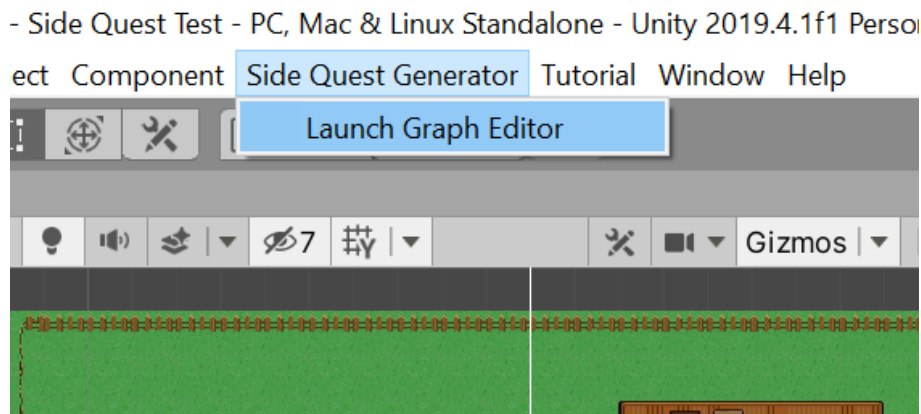 - Side Quest Test - PC, Mac & Linux Standalone - Unity 2019.4.1f1
ect Component Side Quest Generator Tutorial Window Help
Launch Graph Editor
7 Gizmos